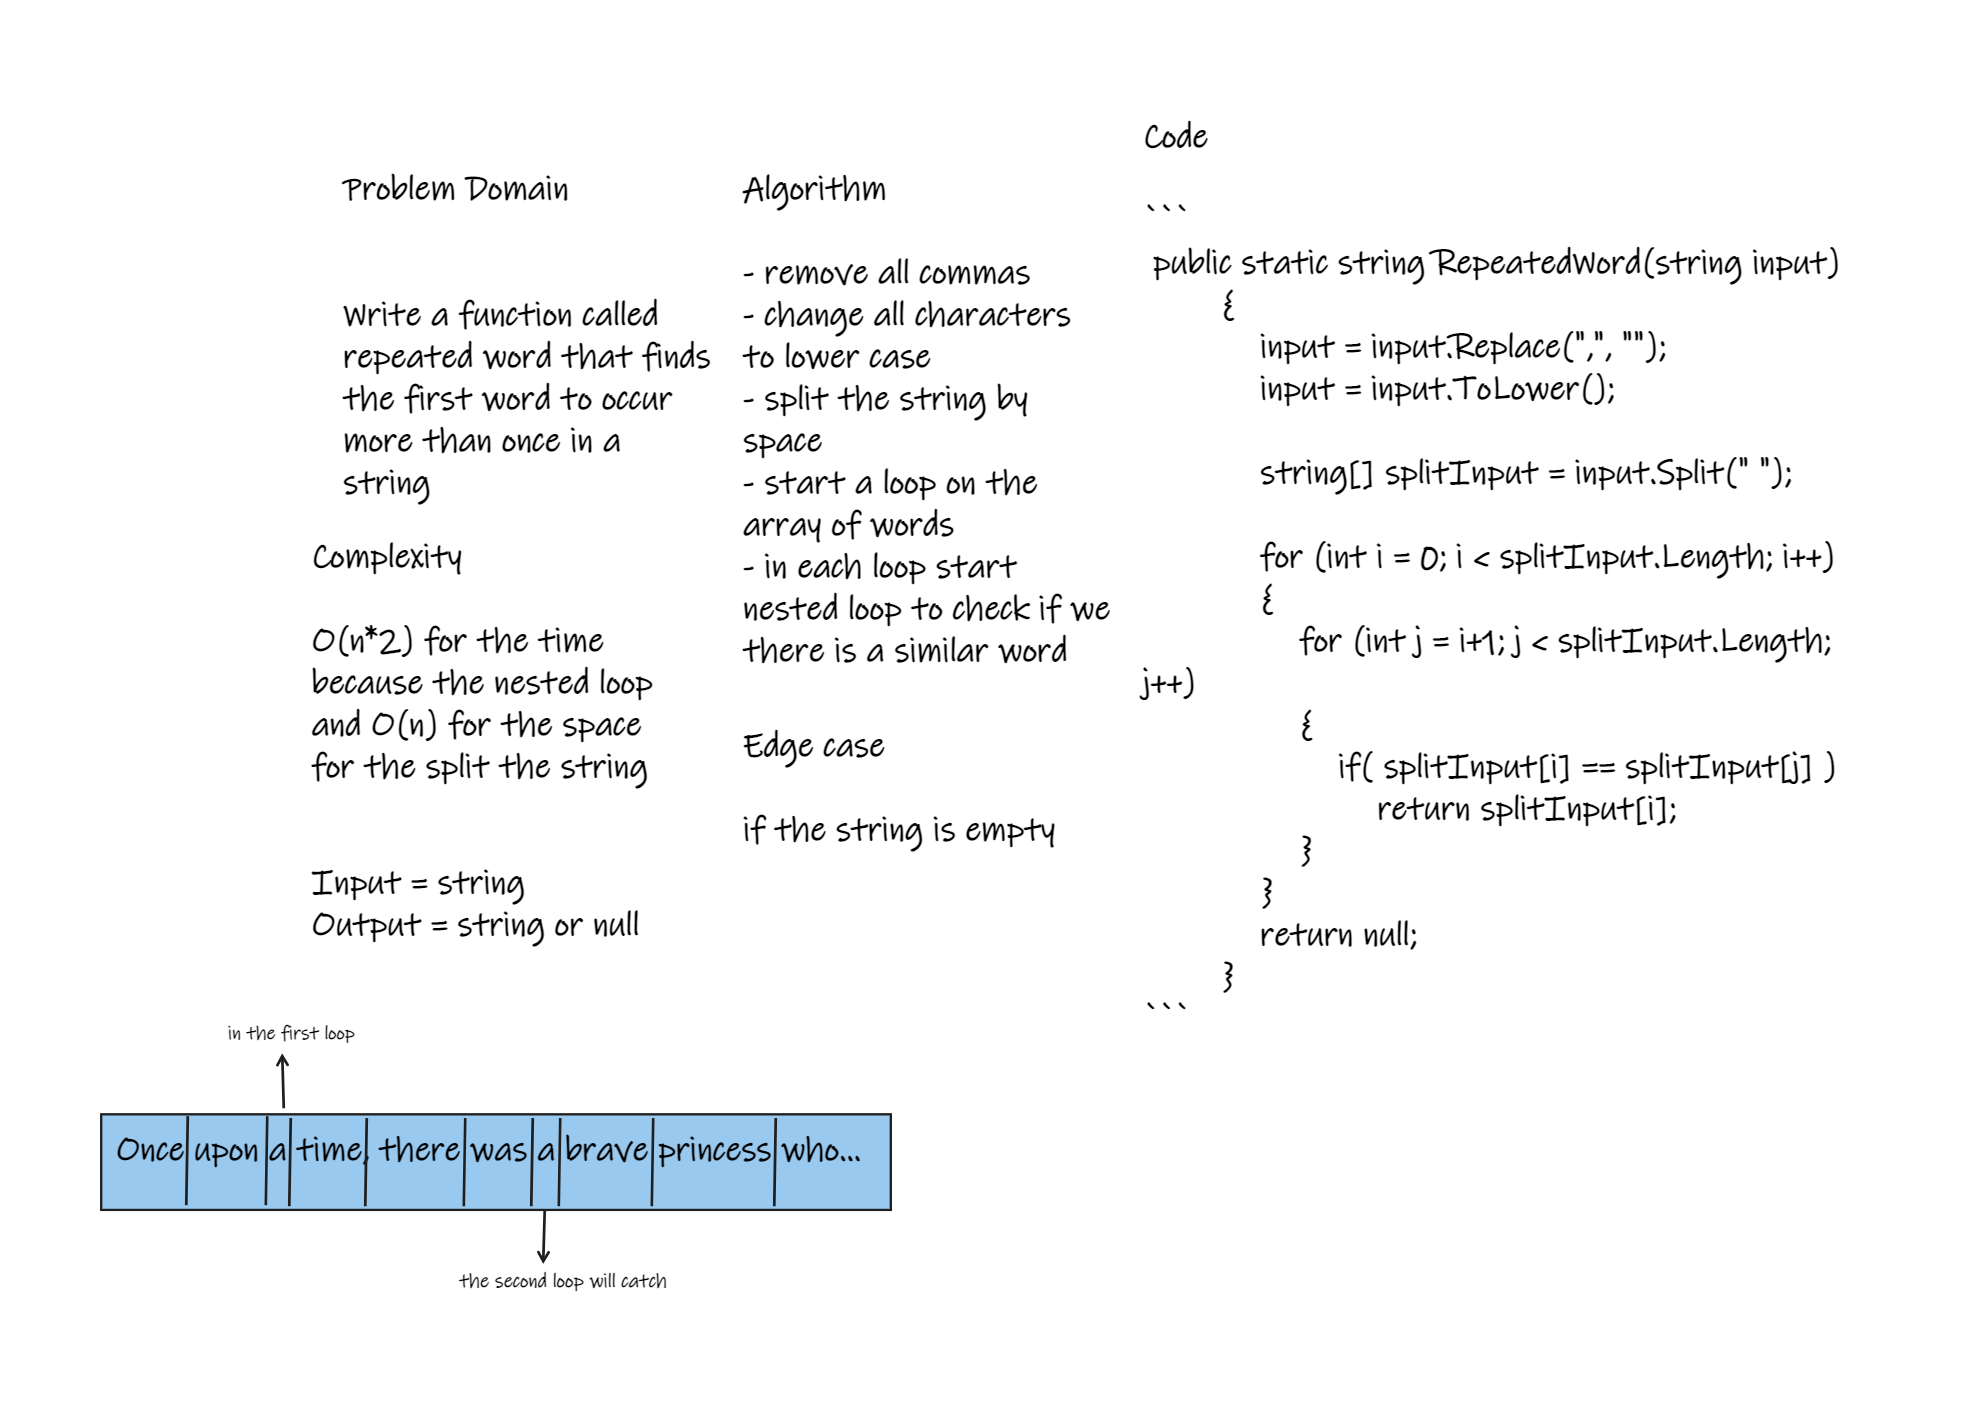 Problem Domain
Write a function called
repeated word that finds
the first word to occur
more than once in a
string
Complexity
O(n*2) for the time
because the nested loop
and O(n) for the space
for the split the string
Input = string
Output = string or null
Algorithm
- remove all commas
- change all characters
to lower case
- split the string by
space
- start a loop on the
array of words
- in each loop start
nested loop to check if we
there is a similar word
Edge case
if the string is empty
Code
```
public static string RepeatedWord(string input)
{
input = input.Replace(",", "");
input = input.ToLower();
string[] splitInput = input.Split(" ");
for (int i = 0; i < splitInput.Length; i++)
{
for (int j = i+1; j < splitInput.Length;
j++)
{
if( splitInput[i] == splitInput[j] )
return splitInput[i];
}
}
return null;
}
```
in the first loop
Once upon a time, there was a brave princess who...
the second loop will catch